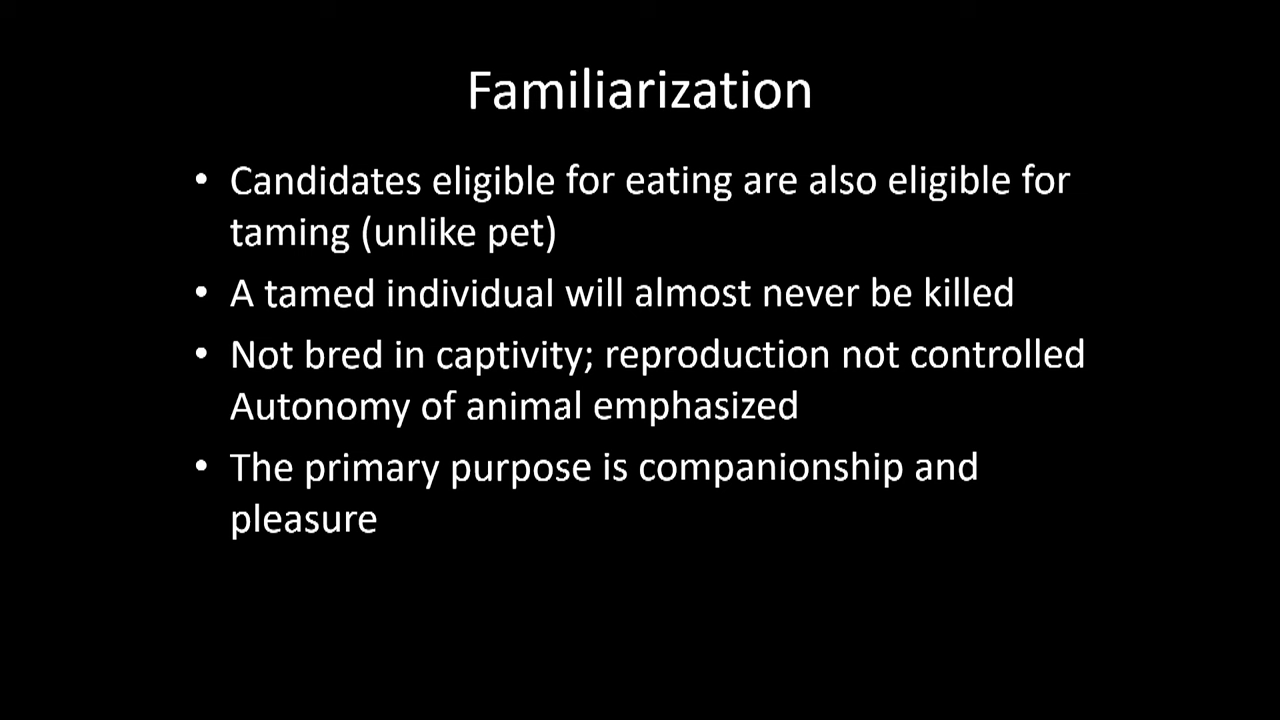 Familiarization
• Candidates eligible for eating are also eligible for
taming (unlike pet)
• A tamed individual will almost never be killed
• Not bred in captivity; reproduction not controlled
Autonomy of animal emphasized
• The primary purpose is companionship and
pleasure